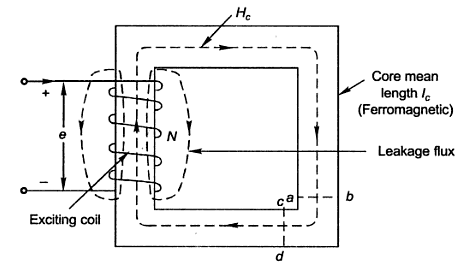 H_c
Core mean
length l_c
(Ferromagnetic)
+
e
N
Leakage flux
–
c a b
Exciting coil
d